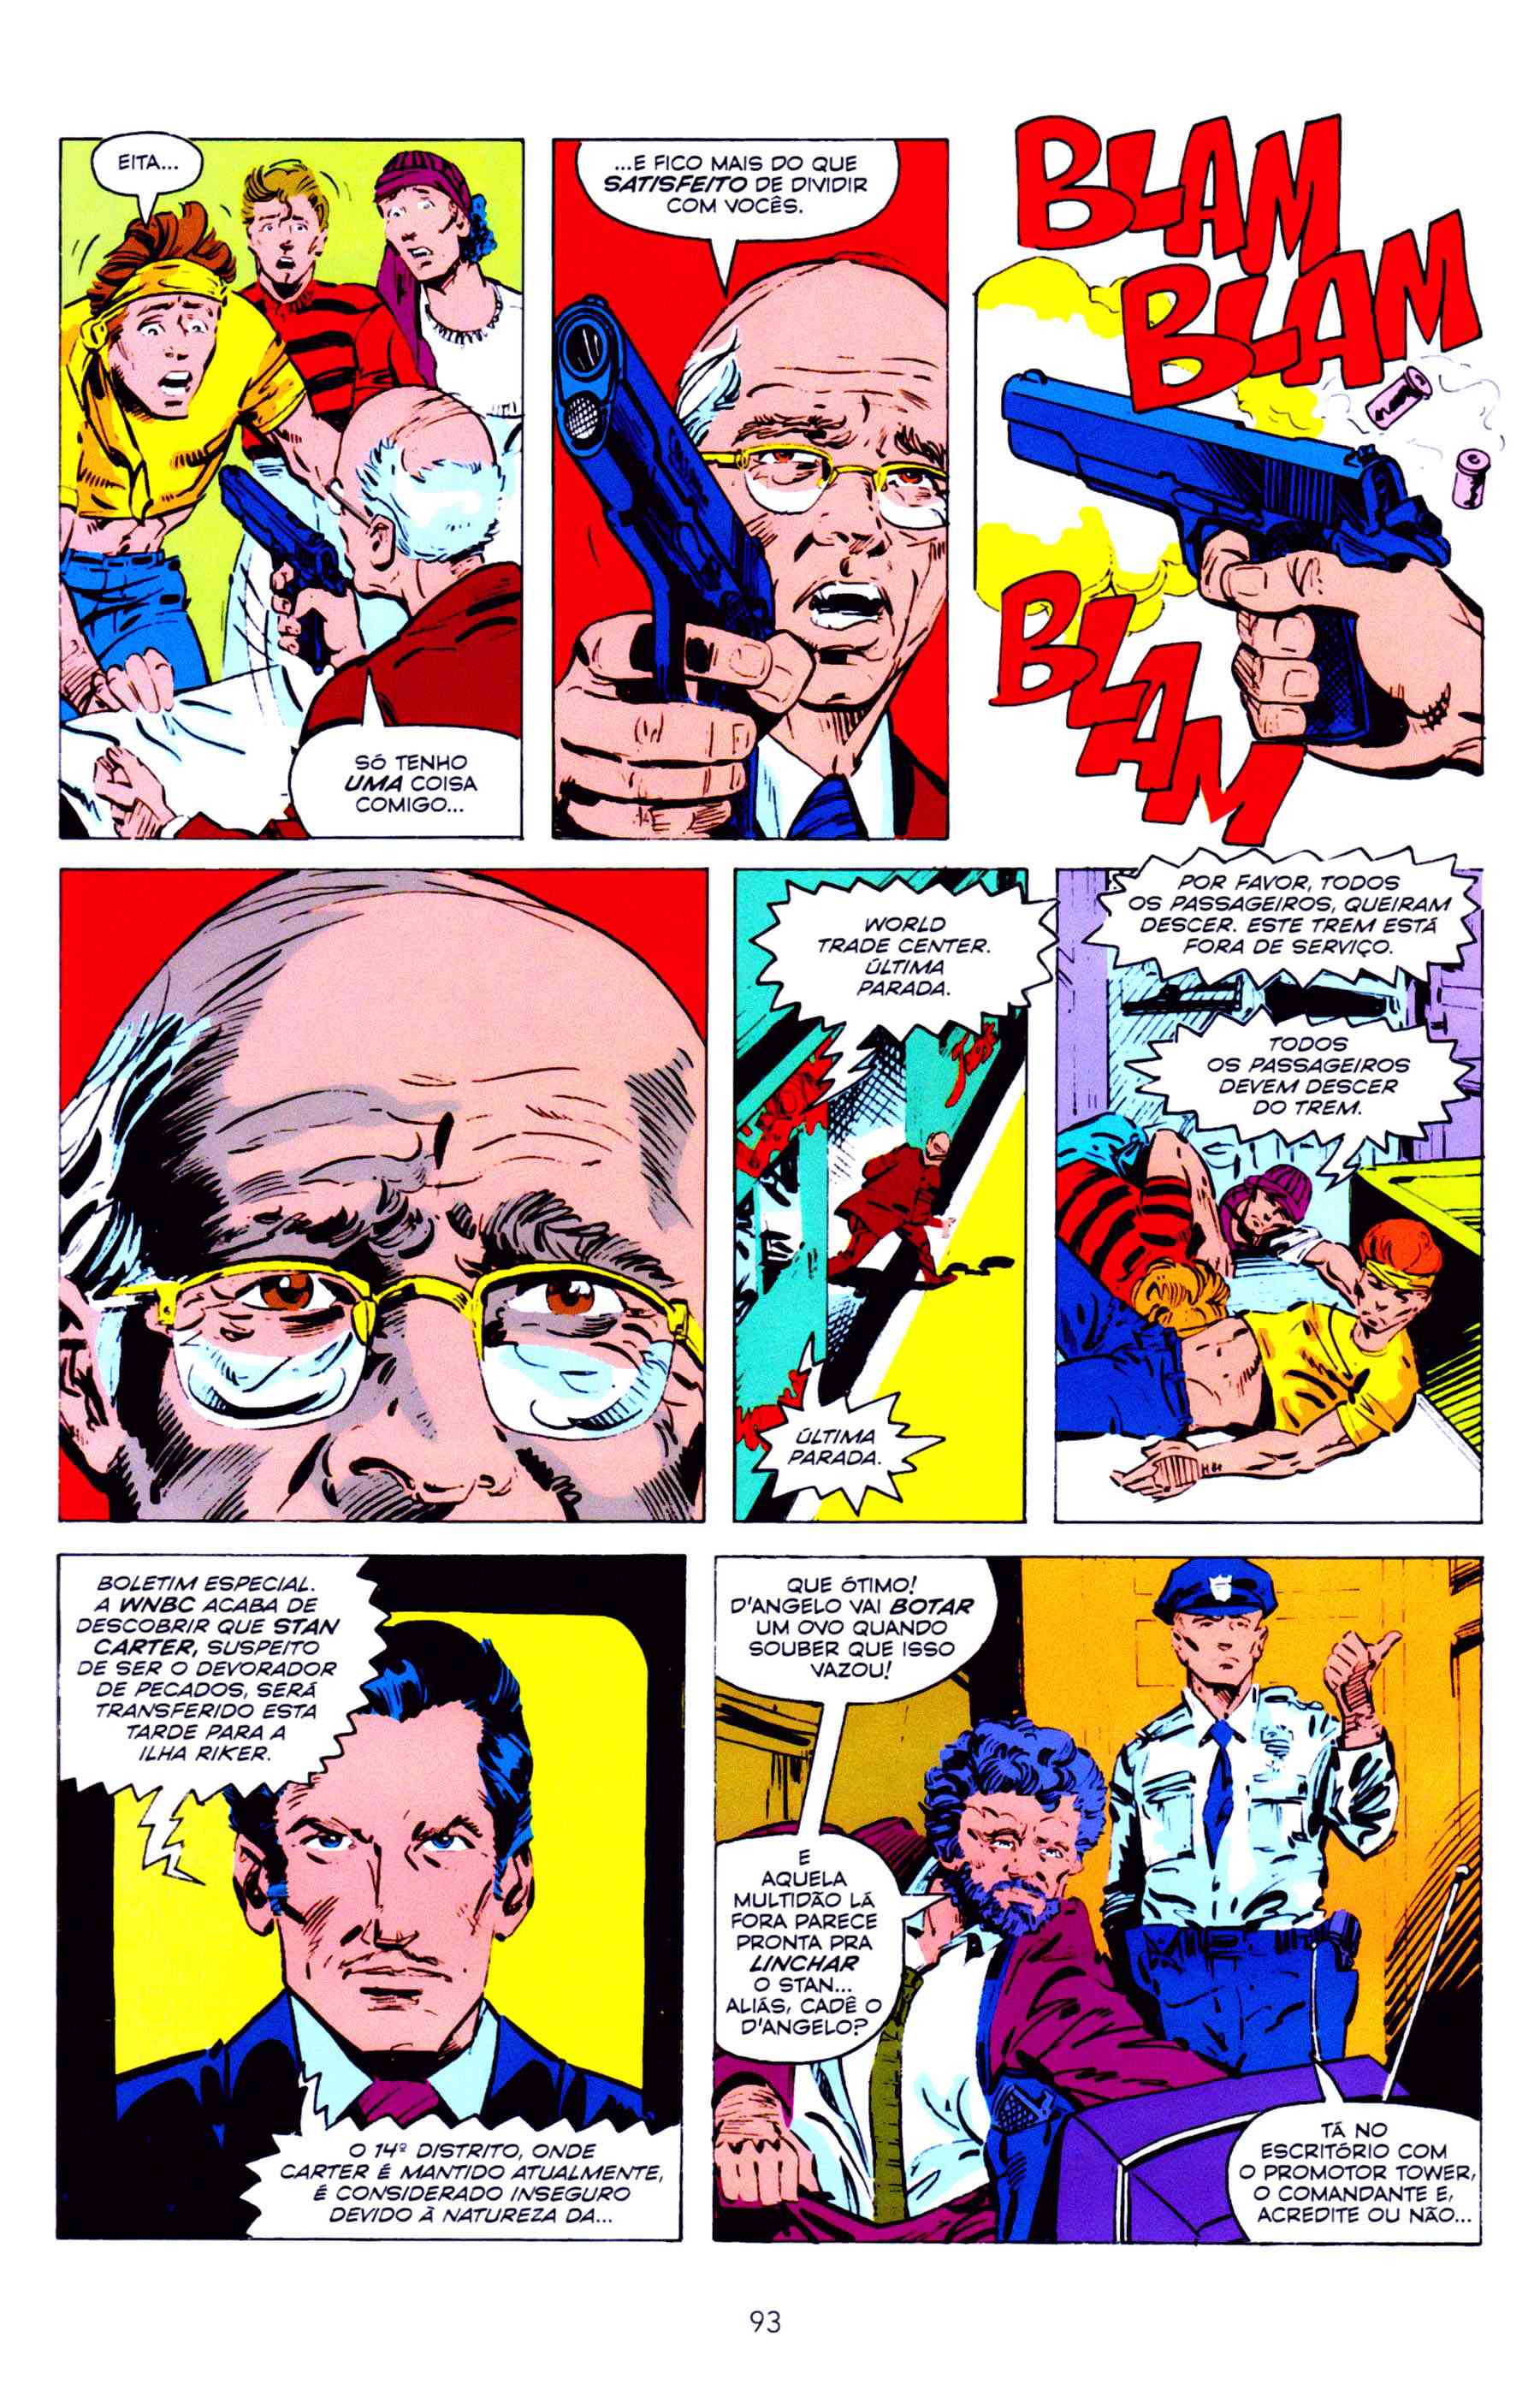 EITA...
SÓ TENHO
UMA COISA
COMIGO...
...E FICO MAIS DO QUE
SATISFEITO DE DIVIDIR
COM VOCÊS.
BLAM
BLAM
BLAM
WORLD
TRADE CENTER.
ÚLTIMA
PARADA.
ÚLTIMA
PARADA.
POR FAVOR, TODOS
OS PASSAGEIROS, QUEIRAM
DESCER. ESTE TREM ESTÁ
FORA DE SERVIÇO.
TODOS
OS PASSAGEIROS
DEVEM DESCER
DO TREM.
BOLETIM ESPECIAL.
A WNBC ACABA DE
DESCOBRIR QUE STAN
CARTER, SUSPEITO
DE SER O DEVORADOR
DE PECADOS, SERÁ
TRANSFERIDO ESTA
TARDE PARA A
ILHA RIKER.
O 14º DISTRITO, ONDE
CARTER É MANTIDO ATUALMENTE,
É CONSIDERADO INSEGURO
DEVIDO À NATUREZA DA...
QUE ÓTIMO!
D'ANGELO VAI BOTAR
UM OVO QUANDO
SOUBER QUE ISSO
VAZOU!
E
AQUELA
MULTIDÃO LÁ
FORA PARECE
PRONTA PRA
LINCHAR
O STAN...
ALIÁS, CADÊ O
D'ANGELO?
TÁ NO
ESCRITÓRIO COM
O PROMOTOR TOWER,
O COMANDANTE E,
ACREDITE OU NÃO...
93